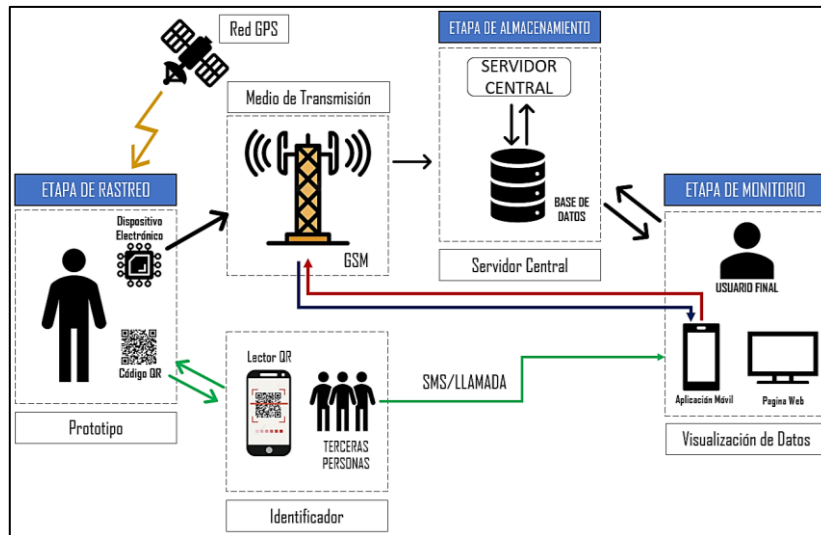 Red GPS
ETAPA DE ALMACENAMIENTO
SERVIDOR
CENTRAL
BASE DE
DATOS
Servidor Central
Medio de Transmisión
GSM
ETAPA DE RASTREO
Dispositivo
Electrónico
Código QR
Prototipo
ETAPA DE MONITORIO
USUARIO FINAL
Aplicación Móvil
Pagina Web
Visualización de Datos
Lector QR
TERCERAS
PERSONAS
Identificador
SMS/LLAMADA